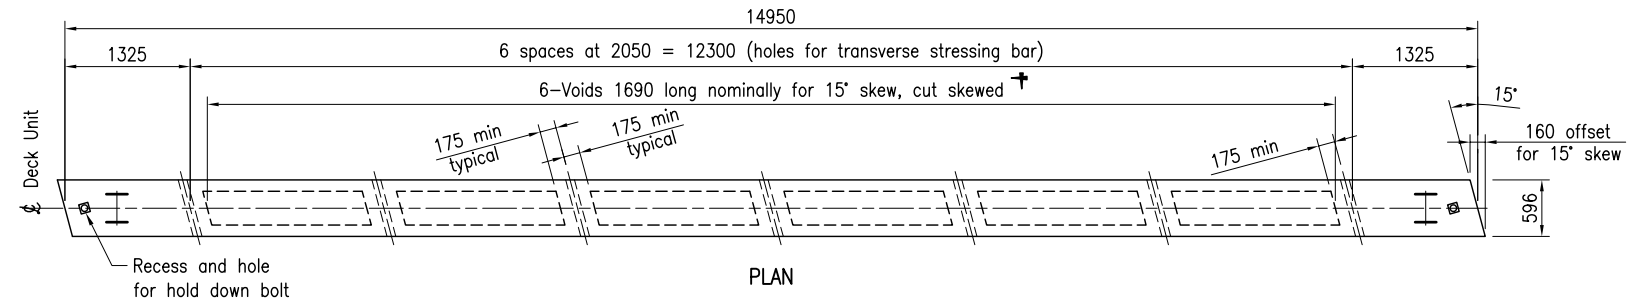 14950
1325
6 spaces at 2050 = 12300 (holes for transverse stressing bar)
1325
6-Voids 1690 long nominally for 15° skew, cut skewed
15°
175 min
typical
175 min
typical
175 min
160 offset
for 15° skew
℄ Deck Unit
596
Recess and hole
for hold down bolt
PLAN